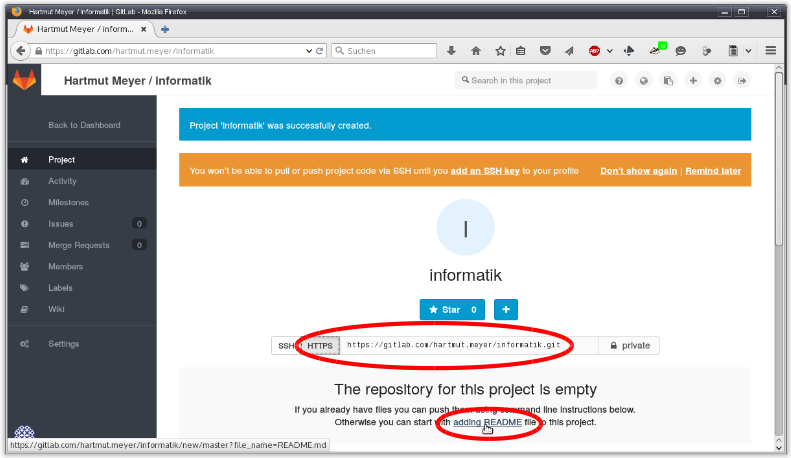 Hartmut Meyer / informatik | GitLab - Mozilla Firefox
Hartmut Meyer / inform...
https://gitlab.com/hartmut.meyer/informatik
Suchen
ABP
0
Hartmut Meyer / informatik
Search in this project
Back to Dashboard
Project 'informatik' was successfully created.
Project
Activity
You won't be able to pull or push project code via SSH until you add an SSH key to your profile
Don't show again | Remind later
Milestones
Issues 0
Merge Requests 0
Members
Labels
Wiki
Settings
I
informatik
Star 0
SSH HTTPS https://gitlab.com/hartmut.meyer/informatik.git private
The repository for this project is empty
If you already have files you can push them using command line instructions below.
Otherwise you can start with adding README file to this project.
https://gitlab.com/hartmut.meyer/informatik/new/master?file_name=README.md